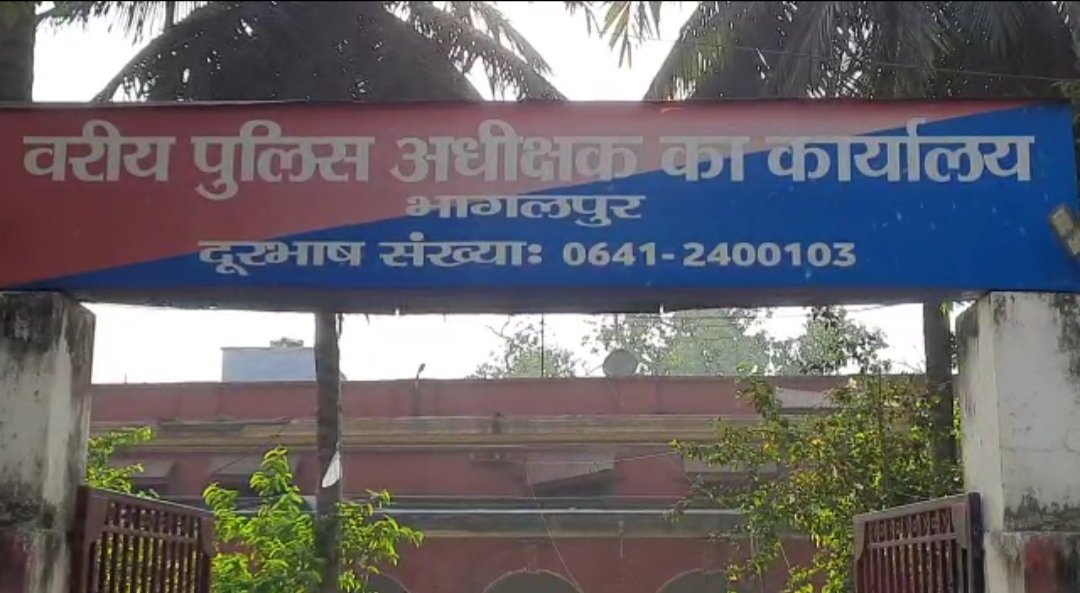 वरीय पुलिस अधीक्षक का कार्यालय
भागलपुर
दूरभाष संख्याः 0641-2400103